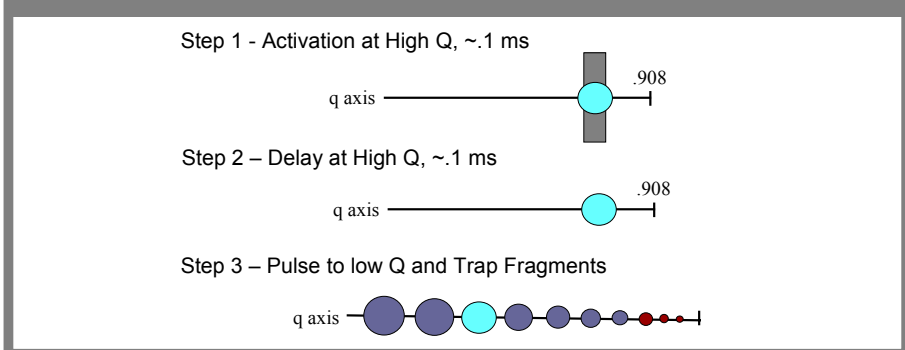 Step 1 - Activation at High Q, ~.1 ms
.908
q axis
Step 2 – Delay at High Q, ~.1 ms
.908
q axis
Step 3 – Pulse to low Q and Trap Fragments
q axis